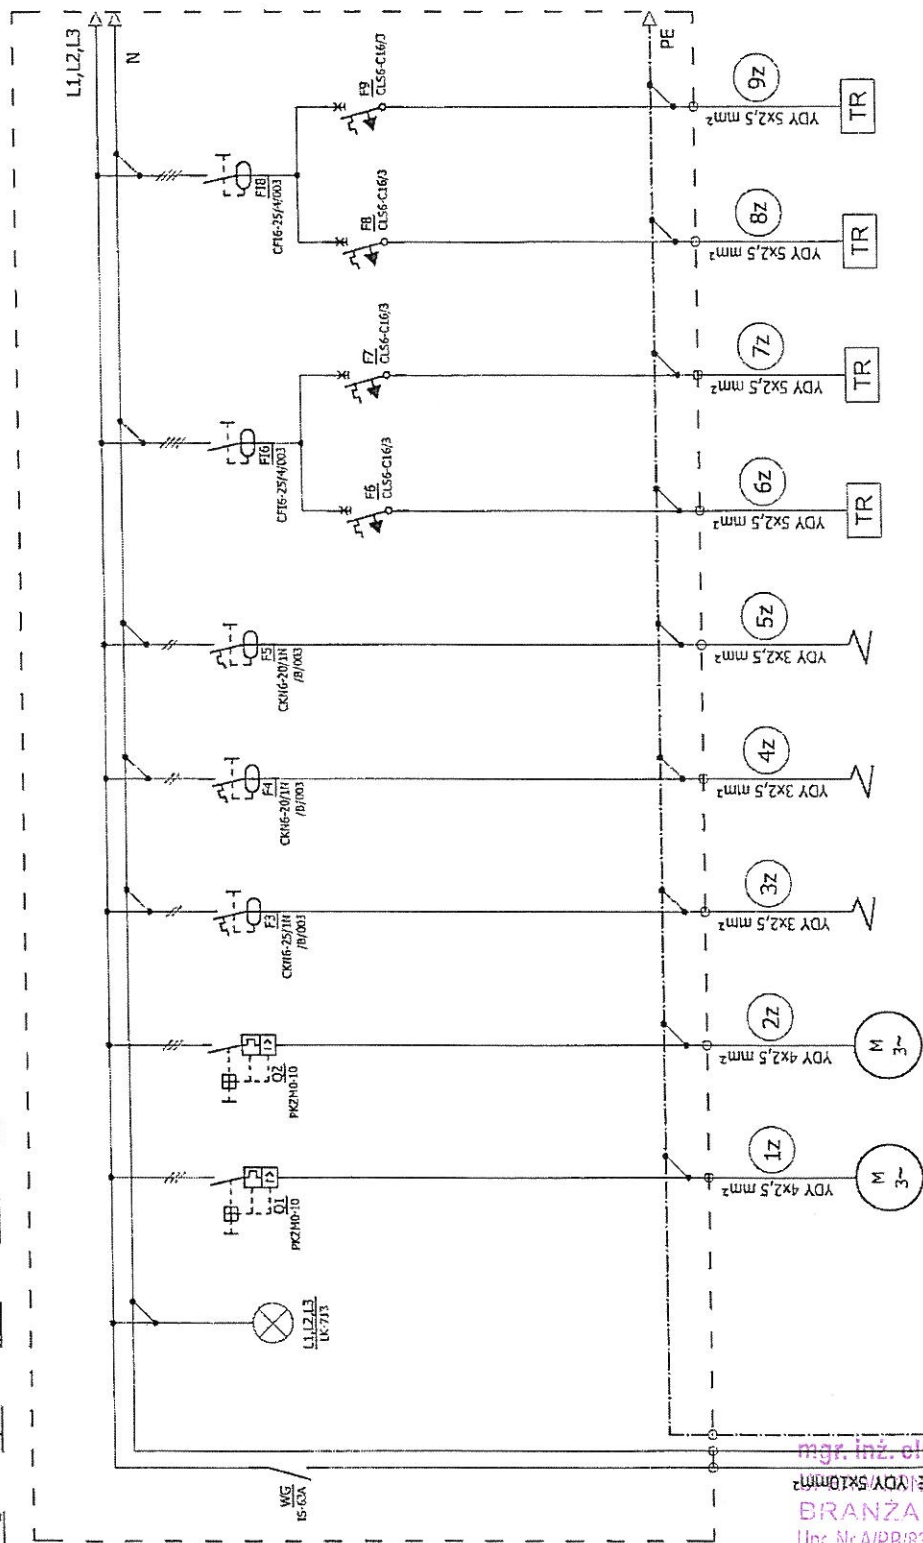 L1,L2,L3
N
PE
FI8
CFI6-25/4/003
F9
CLS6-C16/3
F8
CLS6-C16/3
9z
YDY 5x2,5 mm²
TR
8z
YDY 5x2,5 mm²
TR
FI6
CFI6-25/4/003
F7
CLS6-C16/3
F6
CLS6-C16/3
7z
YDY 5x2,5 mm²
TR
6z
YDY 5x2,5 mm²
TR
F5
CKN6-20/1N
/B/003
5z
YDY 3x2,5 mm²
F4
CKN6-20/1N
/B/003
4z
YDY 3x2,5 mm²
F3
CKN6-25/1N
/B/003
3z
YDY 3x2,5 mm²
Q2
PKZM0-10
2z
YDY 4x2,5 mm²
M
3~
Q1
PKZM0-10
1z
YDY 4x2,5 mm²
M
3~
L1,L2,L3
LK-713
WG
IS-63A
YDY 5x10mm²
mgr. inż. el
BRANŻA